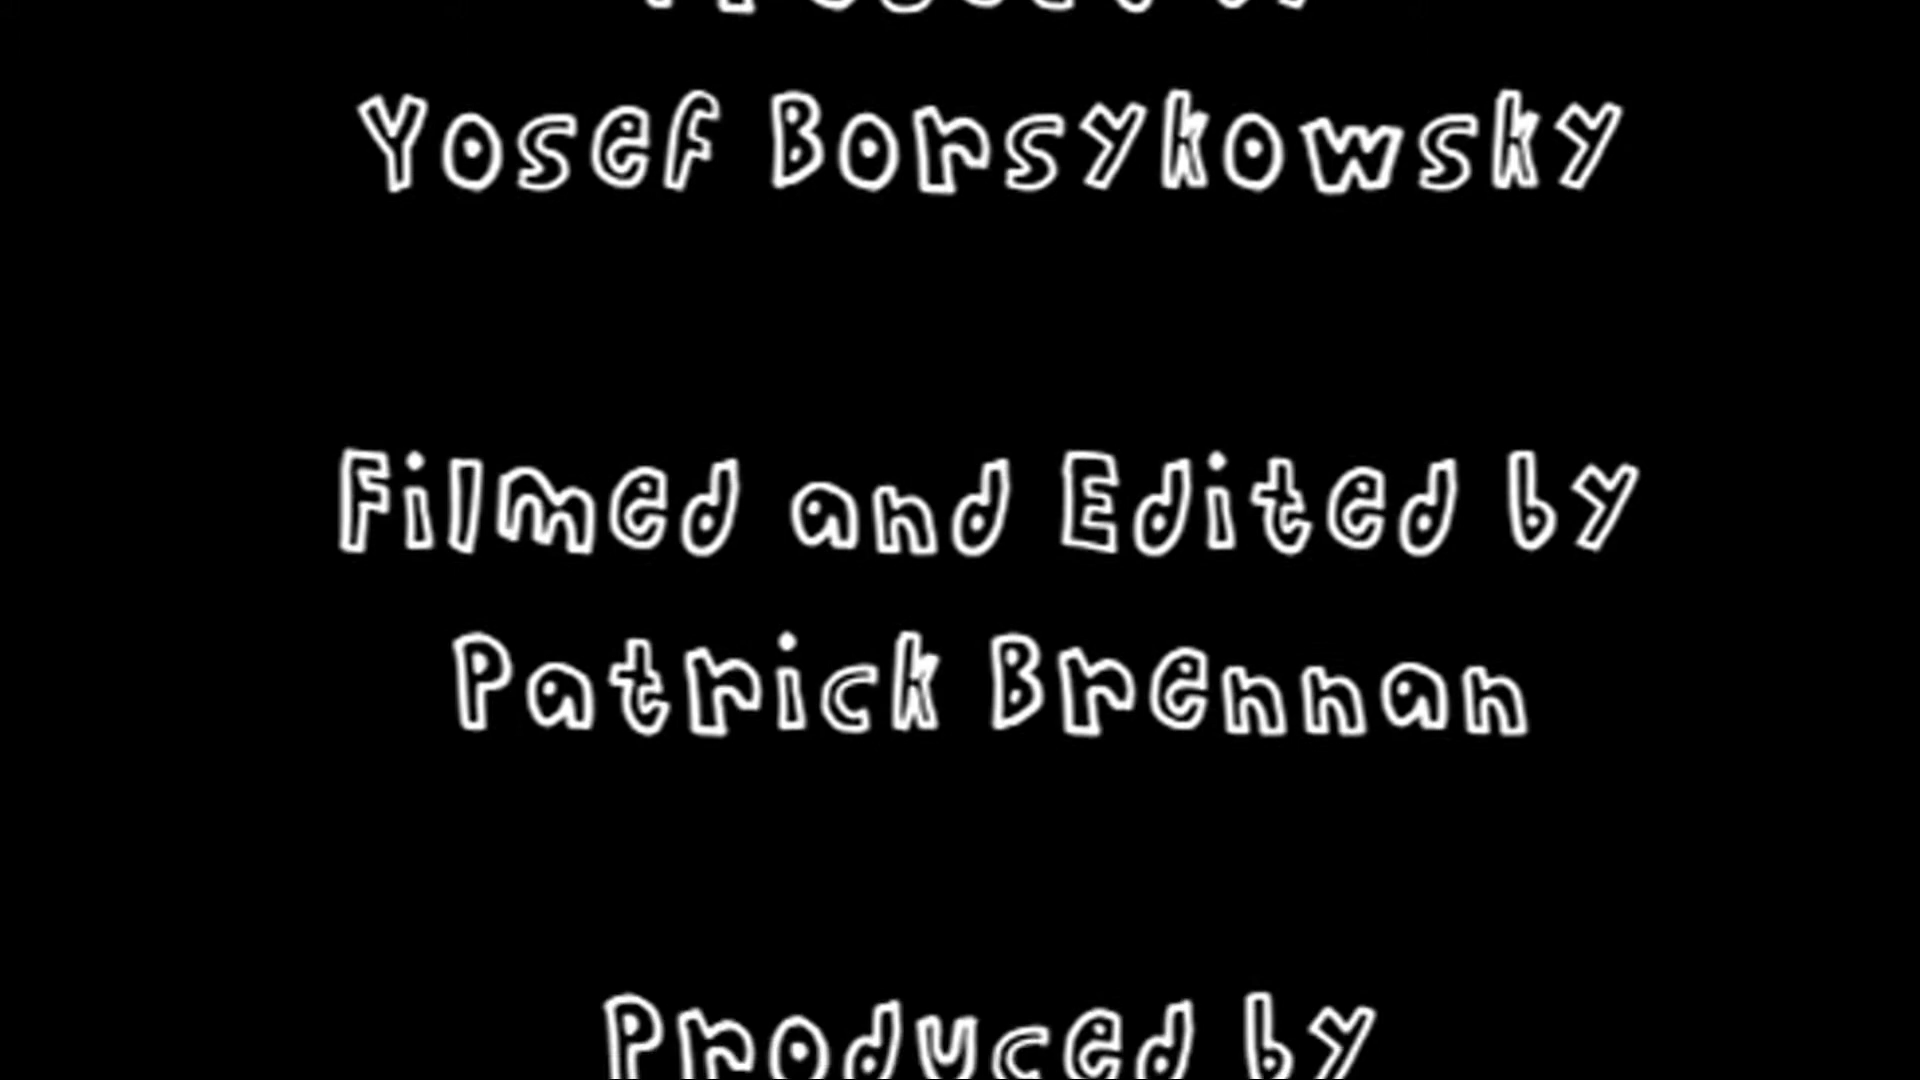 Yosef Borsykowsky
Filmed and Edited by
Patrick Brennan
Produced by